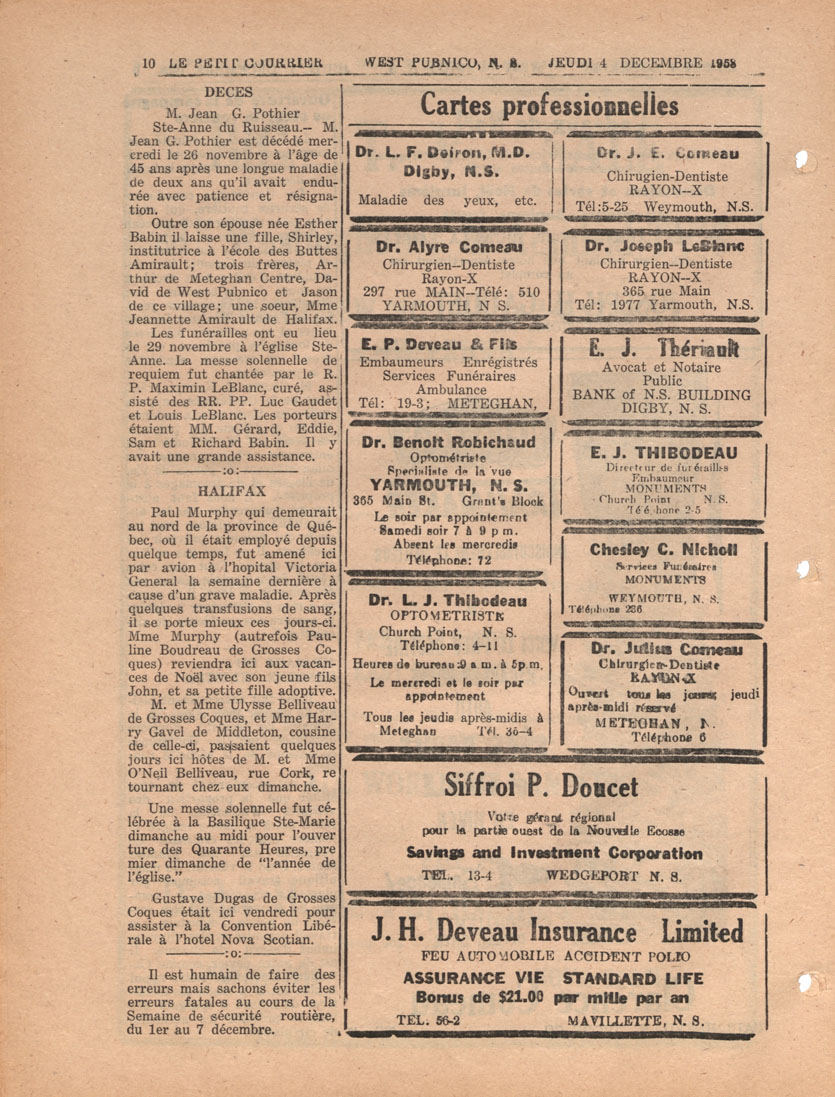 10 LE PETIT COURRIER WEST PUBNICO, N. S. JEUDI 4 DECEMBRE 1958
DECES
M. Jean G. Pothier
Ste-Anne du Ruisseau.— M.
Jean G. Pothier est décédé mer-
credi le 26 novembre à l'âge de
45 ans après une longue maladie
de deux ans qu'il avait endu-
rée avec patience et résigna-
tion.
Outre son épouse née Esther
Babin il laisse une fille, Shirley,
institutrice à l'école des Buttes
Amirault; trois frères, Ar-
thur de Meteghan Centre, Da-
vid de West Pubnico et Jason
de ce village; une soeur, Mme
Jeannette Amirault de Halifax.
Les funérailles ont eu lieu
le 29 novembre à l'église Ste-
Anne. La messe solennelle de
requiem fut chantée par le R.
P. Maximin LeBlanc, curé, as-
sisté des RR. PP. Luc Gaudet
et Louis LeBlanc. Les porteurs
étaient MM. Gérard, Eddie,
Sam et Richard Babin. Il y
avait une grande assistance.
:o:
HALIFAX
Paul Murphy qui demeurait
au nord de la province de Qué-
bec, où il était employé depuis
quelque temps, fut amené ici
par avion à l'hopital Victoria
General la semaine dernière à
cause d'un grave maladie. Après
quelques transfusions de sang,
il se porte mieux ces jours-ci.
Mme Murphy (autrefois Pau-
line Boudreau de Grosses Co-
ques) reviendra ici aux vacan-
ces de Noël avec son jeune fils
John, et sa petite fille adoptive.
M. et Mme Ulysse Belliveau
de Grosses Coques, et Mme Har-
ry Gavel de Middleton, cousine
de celle-ci, passaient quelques
jours ici hôtes de M. et Mme
O'Neil Belliveau, rue Cork, re
tournant chez eux dimanche.
Une messe solennelle fut cé-
lébrée à la Basilique Ste-Marie
dimanche au midi pour l'ouver
ture des Quarante Heures, pre
mier dimanche de "l'année de
l'église."
Gustave Dugas de Grosses
Coques était ici vendredi pour
assister à la Convention Libé-
rale à l'hotel Nova Scotian.
:o:
Il est humain de faire des
erreurs mais sachons éviter les
erreurs fatales au cours de la
Semaine de sécurité routière,
du 1er au 7 décembre.
Cartes professionnelles
Dr. L. F. Doiron, M.D.
Digby, N.S.
Maladie des yeux, etc.
Dr. J. E. Comeau
Chirugien-Dentiste
RAYON--X
Tél:5-25 Weymouth, N.S.
Dr. Alyre Comeau
Chirurgien--Dentiste
Rayon-X
297 rue MAIN--Télé: 510
YARMOUTH, N S.
Dr. Joseph LeBlanc
Chirurgien--Dentiste
RAYON--X
365 rue Main
Tél: 1977 Yarmouth, N.S.
E. P. Deveau & Fils
Embaumeurs Enrégistrés
Services Funéraires
Ambulance
Tél: 19-3; METEGHAN,
E. J. Thériault
Avocat et Notaire
Public
BANK of N.S. BUILDING
DIGBY, N. S.
Dr. Benoit Robichaud
Optométriste
Specialiste de la vue
YARMOUTH, N. S.
365 Main St. Grant's Block
Le soir par appointement
Samedi soir 7 à 9 p m.
Absent les mercredis
Téléphone: 72
E. J. THIBODEAU
Directeur de funérailles
Embaumeur
MONUMENTS
Church Point N. S.
Téléphone 2-5
Chesley C. Nicholl
Services Funéraires
MONUMENTS
WEYMOUTH, N. S.
Téléphone 236
Dr. L. J. Thibodeau
OPTOMETRISTE
Church Point, N. S.
Téléphone: 4-11
Heures de bureau:9 a.m. à 5p.m.
Le mercredi et le soir par
appointement
Tous les jeudis après-midis à
Meteghan Tél. 36-4
Dr. Julius Comeau
Chirurgien-Dentiste
RAYON-X
Ouvert tous les jours; jeudi
après-midi réservé
METEGHAN, N.
Téléphone 6
Siffroi P. Doucet
Votre gérant régional
pour la partie ouest de la Nouvelle Ecosse
Savings and Investment Corporation
TEL. 13-4 WEDGEPORT N. S.
J. H. Deveau Insurance Limited
FEU AUTOMOBILE ACCIDENT POLIO
ASSURANCE VIE STANDARD LIFE
Bonus de $21.00 par mille par an
TEL. 56-2 MAVILLETTE, N. S.